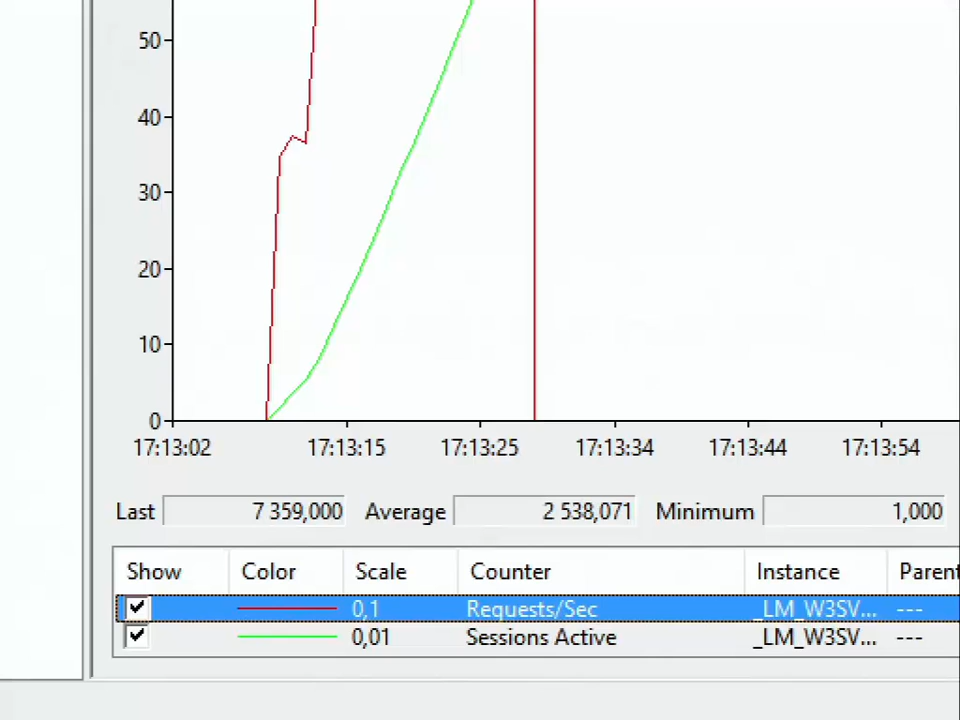 50
40
30
20
10
0
17:13:02 17:13:15 17:13:25 17:13:34 17:13:44 17:13:54
Last 7 359,000 Average 2 538,071 Minimum 1,000
Show Color Scale Counter Instance Parent
0,1 Requests/Sec _LM_W3SV... ---
0,01 Sessions Active _LM_W3SV... ---